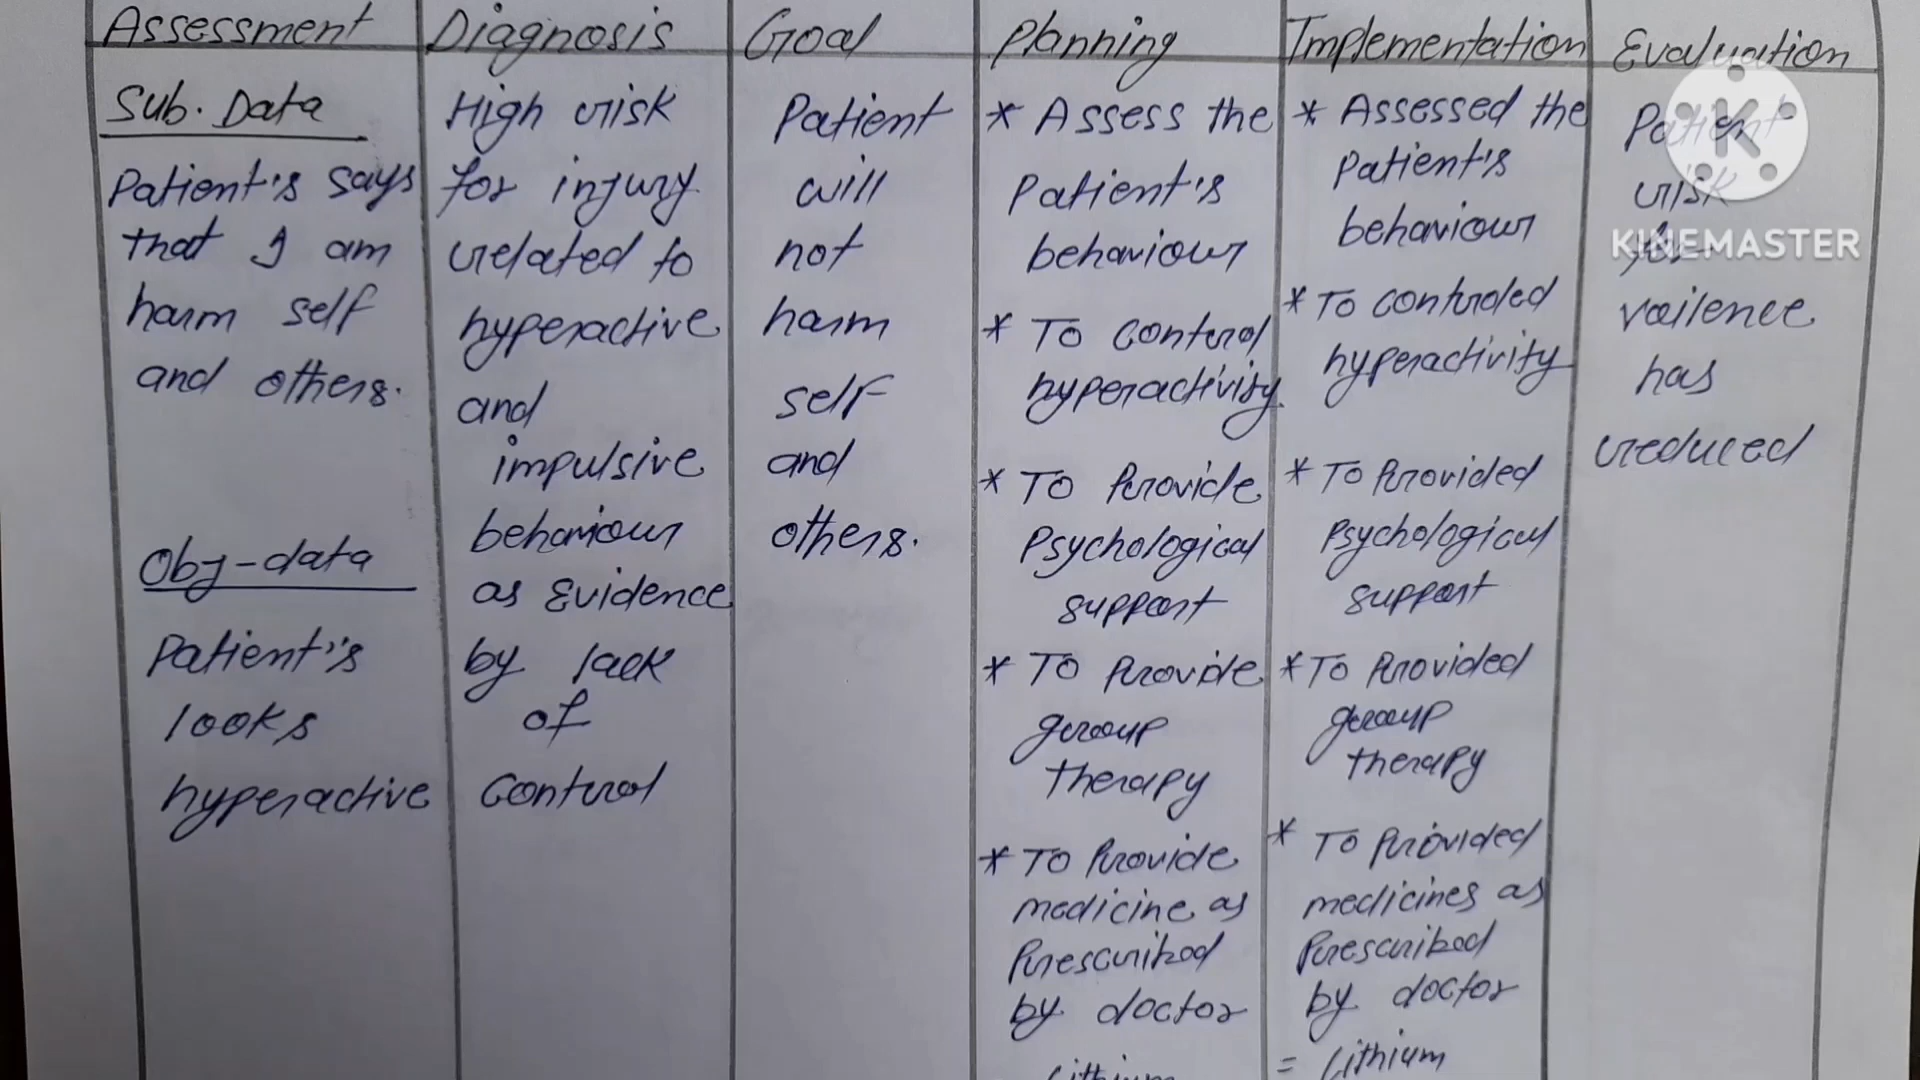 Assessment
Sub. Data
Patient's says
that I am
harm self
and others.
Obj-data
Patient's
looks
hyperactive
Diagnosis
High risk
for injury
related to
hyperactive
and
impulsive
behaviour
as Evidence
by lack
of
control
Goal
Patient
will
not
harm
self
and
others.
Planning
* Assess the
Patient's
behaviour
* To control
hyperactivity.
* To Provide
Psychological
support
* To Provide
group
therapy
* To Provide
medicine as
Prescribed
by doctor
Lithium
Implementation
* Assessed the
Patient's
behaviour
* To controled
hyperactivity
* To Provided
Psychological
support
* To Provided
group
therapy
* To Provided
medicines as
Prescribed
by doctor
= Lithium
Evaluation
Patient
risk
for
vailence
has
reduced
K
KINEMASTER